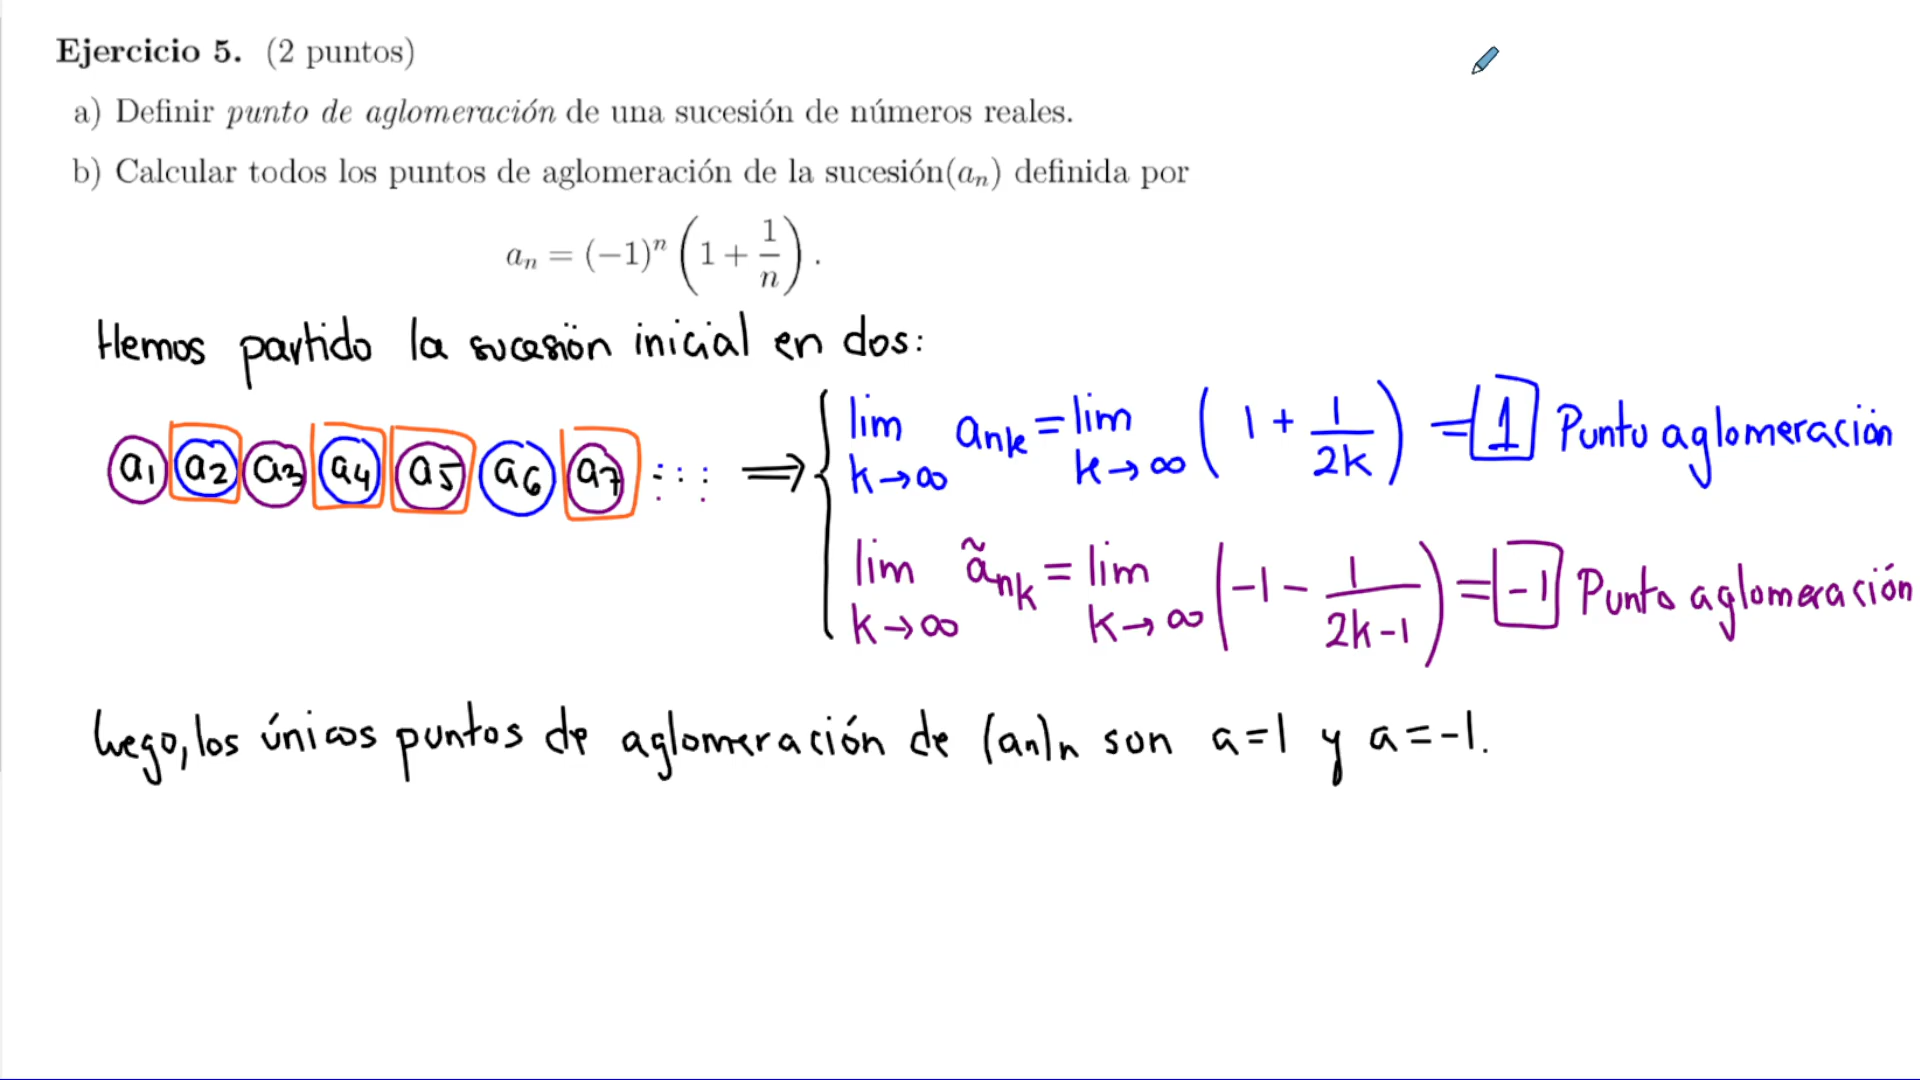 Ejercicio 5. (2 puntos)
a) Definir punto de aglomeración de una sucesión de números reales.
b) Calcular todos los puntos de aglomeración de la sucesión(aₙ) definida por
aₙ = (−1)ⁿ (1 + 1/n).
Hemos partido la sucesión inicial en dos:
a₁ a₂ a₃ a₄ a₅ a₆ a₇ ... ⟹ {
lim k→∞ aₙₖ = lim k→∞ (1 + 1/2k) = 1 Punto aglomeración
lim k→∞ ãₙₖ = lim k→∞ (−1 − 1/2k−1) = −1 Punto aglomeración
luego, los únicos puntos de aglomeración de (aₙ)ₙ son a=1 y a=−1.